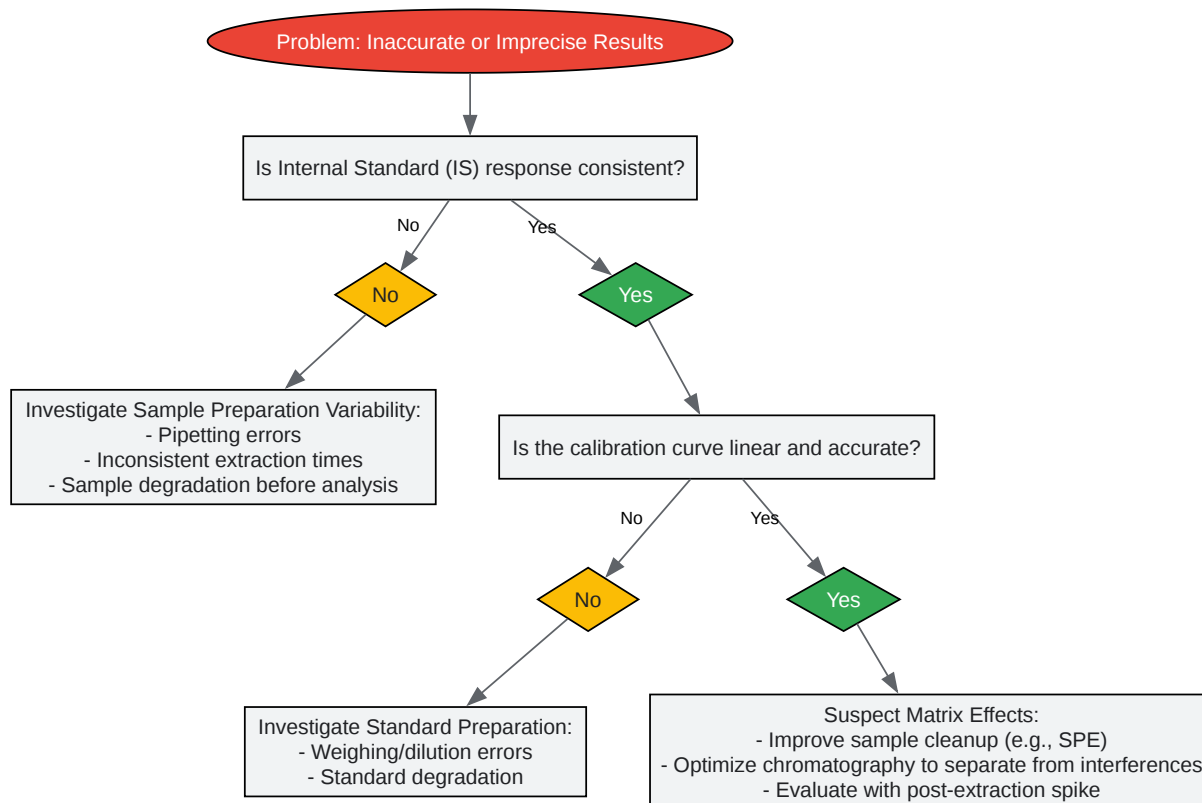 Problem: Inaccurate or Imprecise Results
Is Internal Standard (IS) response consistent?
No
Yes
No
Yes
Investigate Sample Preparation Variability:
- Pipetting errors
- Inconsistent extraction times
- Sample degradation before analysis
Is the calibration curve linear and accurate?
No
Yes
No
Yes
Investigate Standard Preparation:
- Weighing/dilution errors
- Standard degradation
Suspect Matrix Effects:
- Improve sample cleanup (e.g., SPE)
- Optimize chromatography to separate from interferences
- Evaluate with post-extraction spike